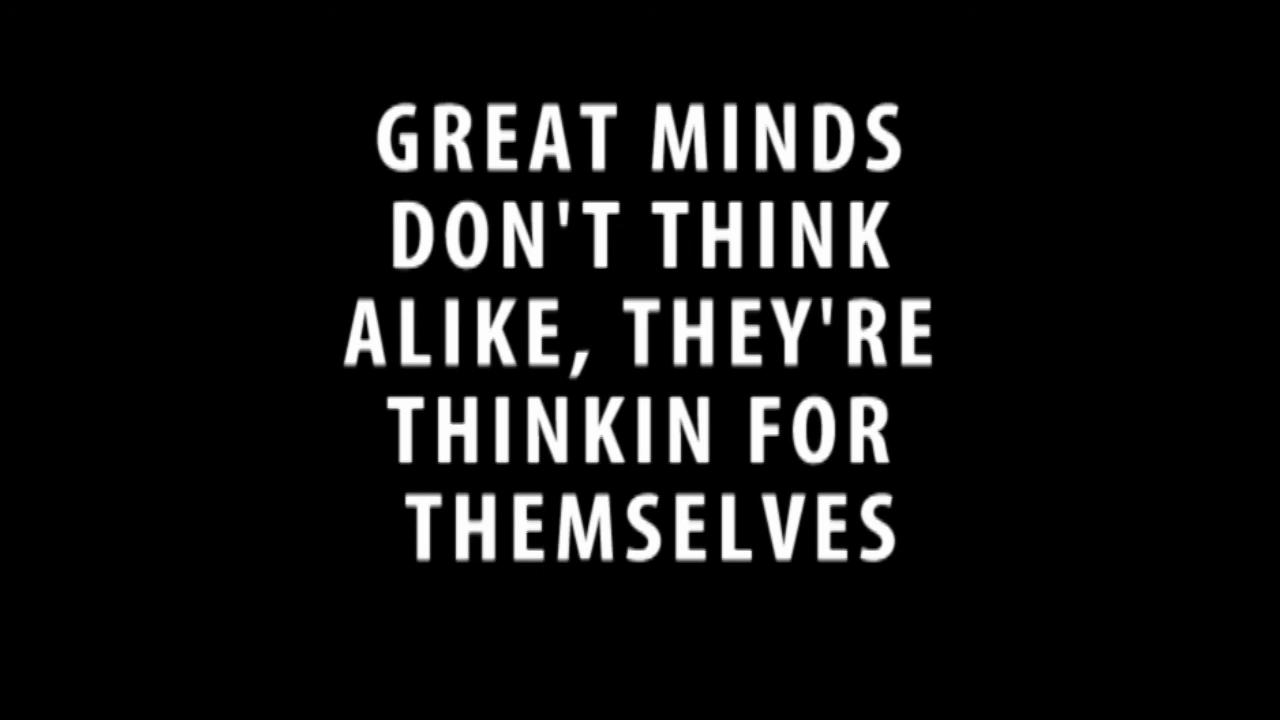 GREAT MINDS
DON'T THINK
ALIKE, THEY'RE
THINKIN FOR
THEMSELVES